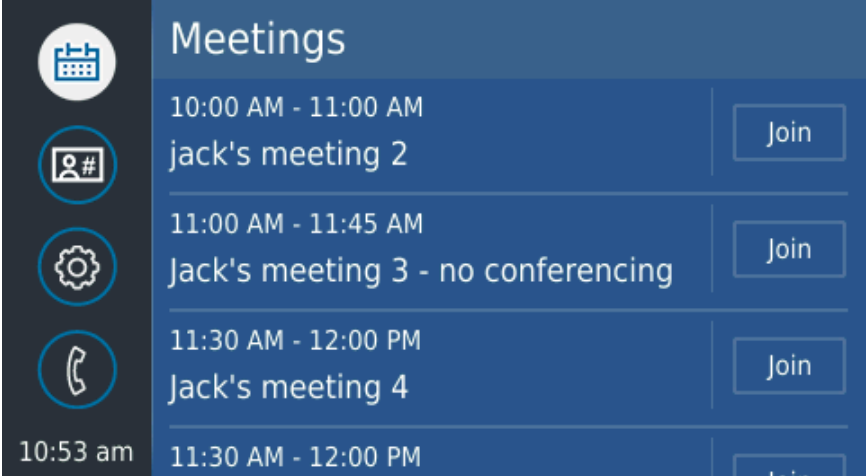 Meetings
10:00 AM - 11:00 AM
jack's meeting 2
Join
#
11:00 AM - 11:45 AM
Jack's meeting 3 - no conferencing
Join
11:30 AM - 12:00 PM
Jack's meeting 4
Join
10:53 am
11:30 AM - 12:00 PM
Join